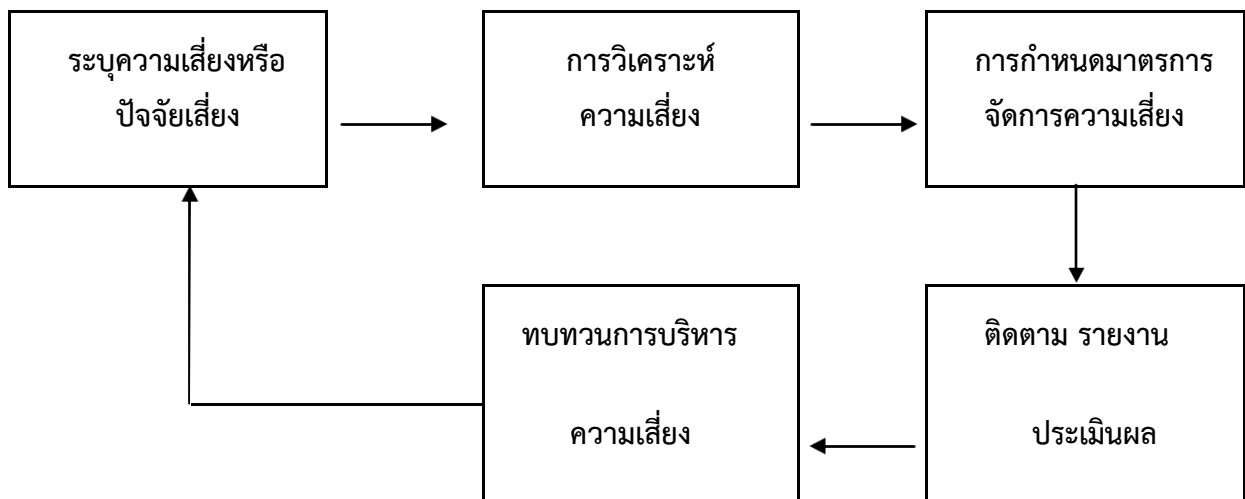 ระบุความเสี่ยงหรือ
ปัจจัยเสี่ยง
การวิเคราะห์
ความเสี่ยง
การกำหนดมาตรการ
จัดการความเสี่ยง
ติดตาม รายงาน
ประเมินผล
ทบทวนการบริหาร
ความเสี่ยง